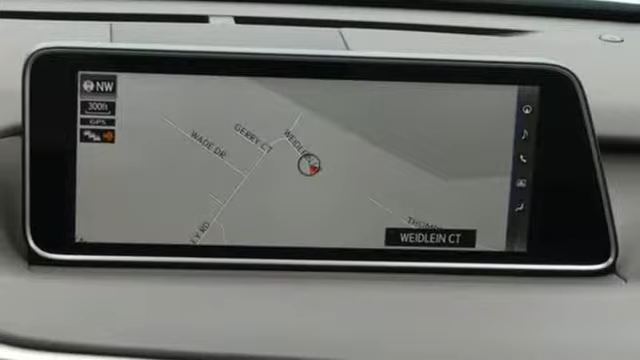 NW
300ft
GPS
WADE DR
GERRY CT
WEIDLEIN CT